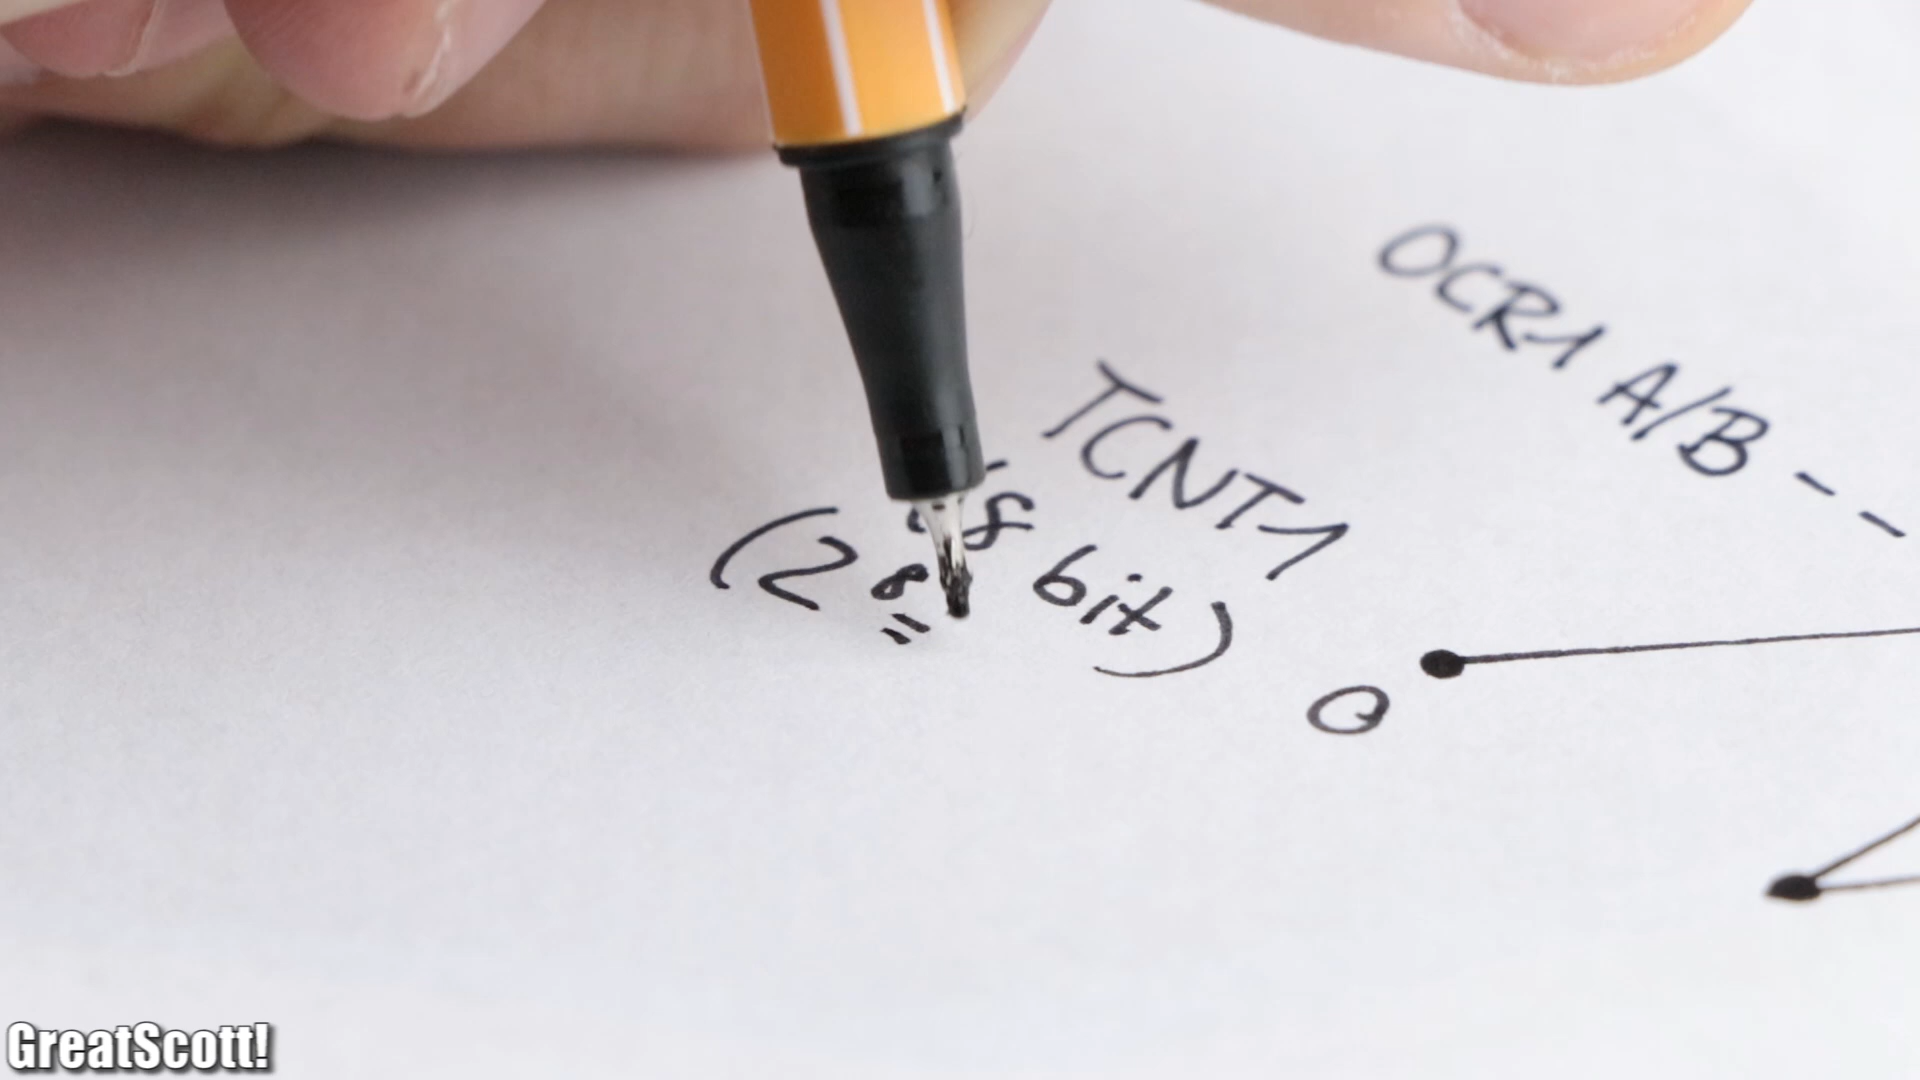 OCR1 A/B - -
TCNT1
(2 8 bit)
0
GreatScott!